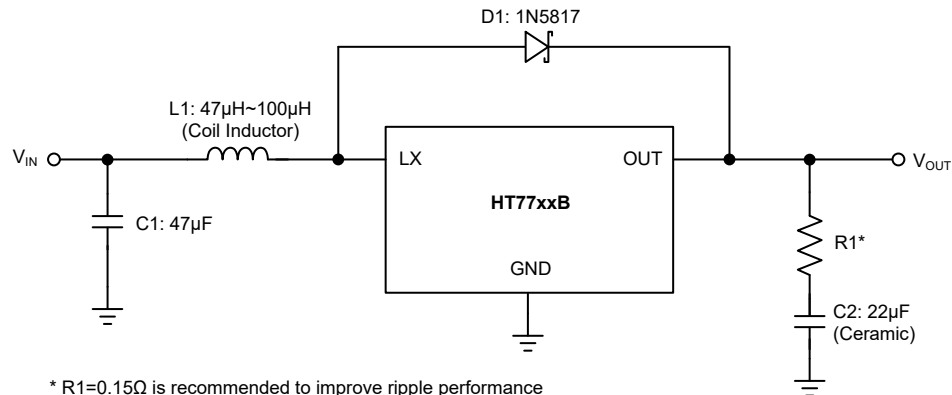 D1: 1N5817
L1: 47µH~100µH
(Coil Inductor)
VIN
LX
OUT
VOUT
HT77xxB
C1: 47µF
R1*
GND
C2: 22µF
(Ceramic)
* R1=0.15Ω is recommended to improve ripple performance